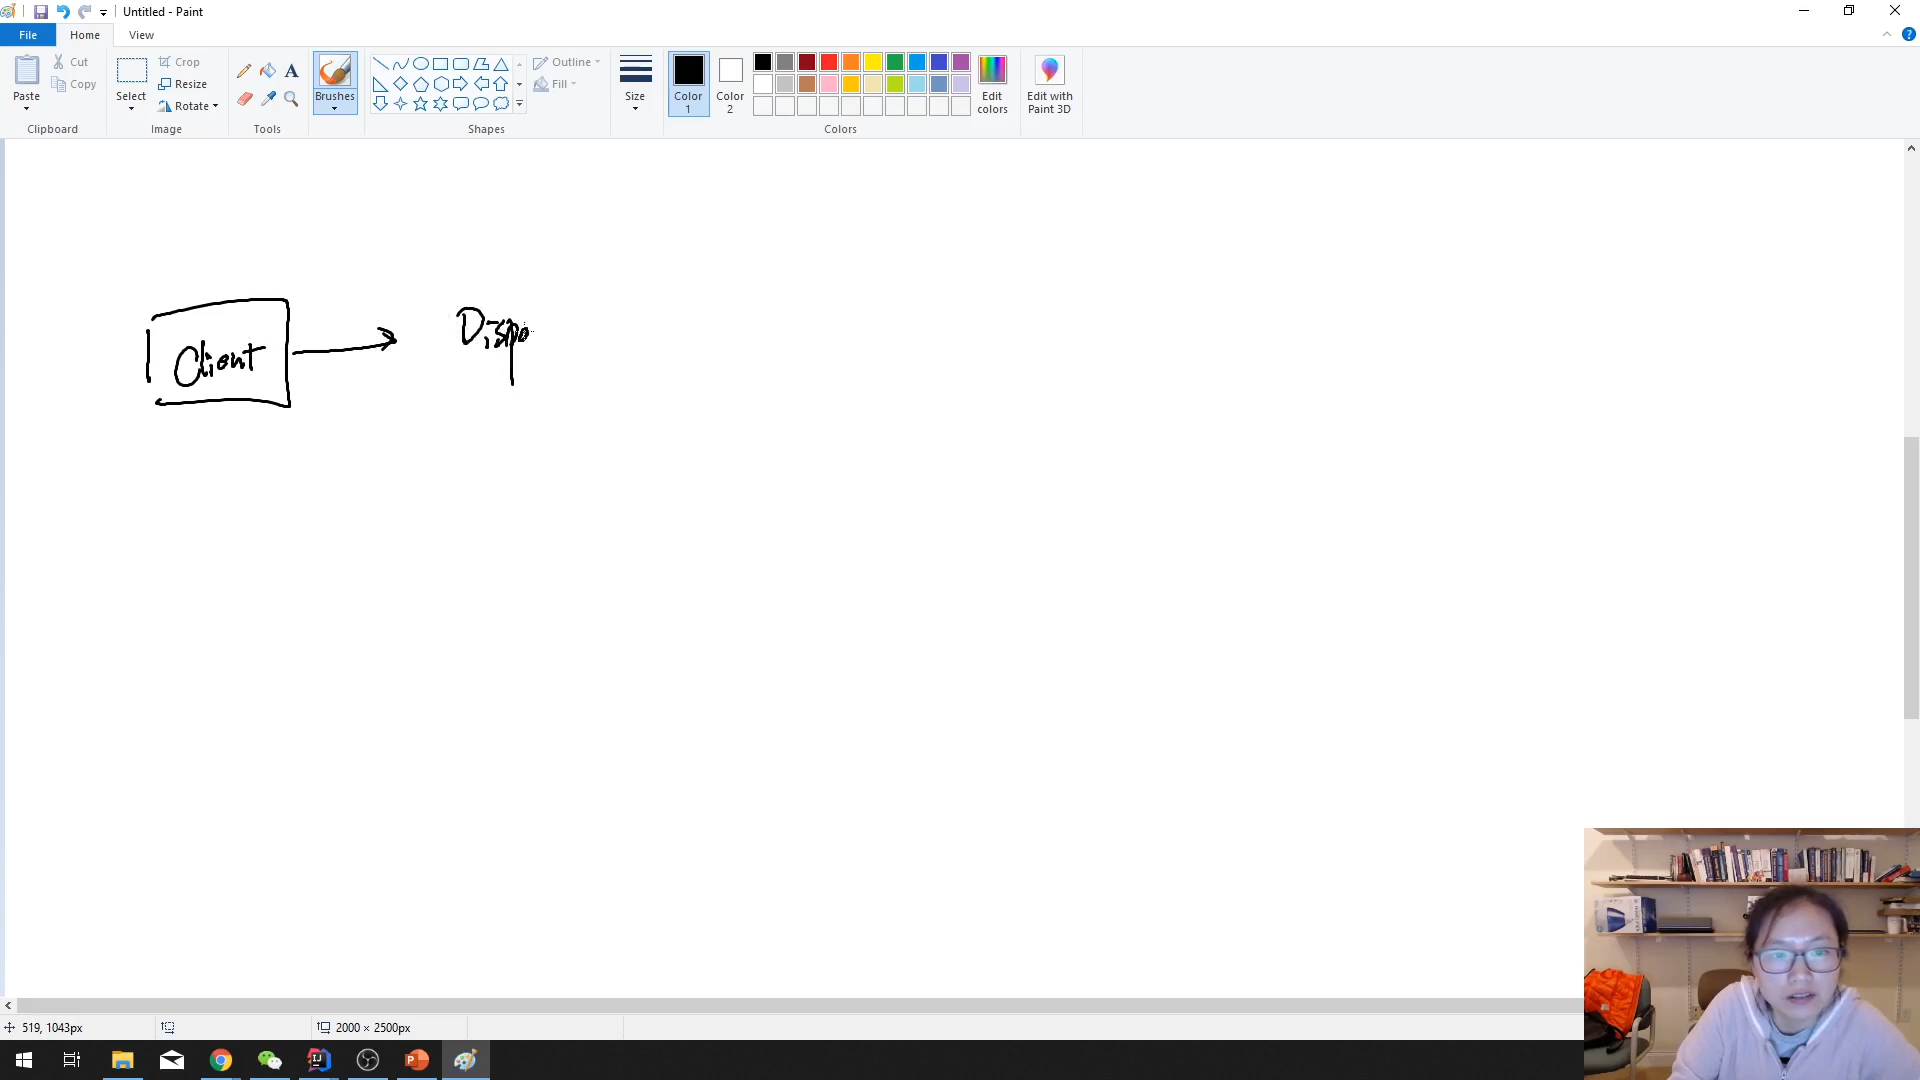 Untitled - Paint
File Home View
Paste
Cut
Copy
Clipboard
Select
Crop
Resize
Rotate
Image
Tools
Brushes
Shapes
Outline
Fill
Size
Color 1
Color 2
Colors
Edit colors
Edit with Paint 3D
Client
Dispo
519, 1043px
2000 × 2500px